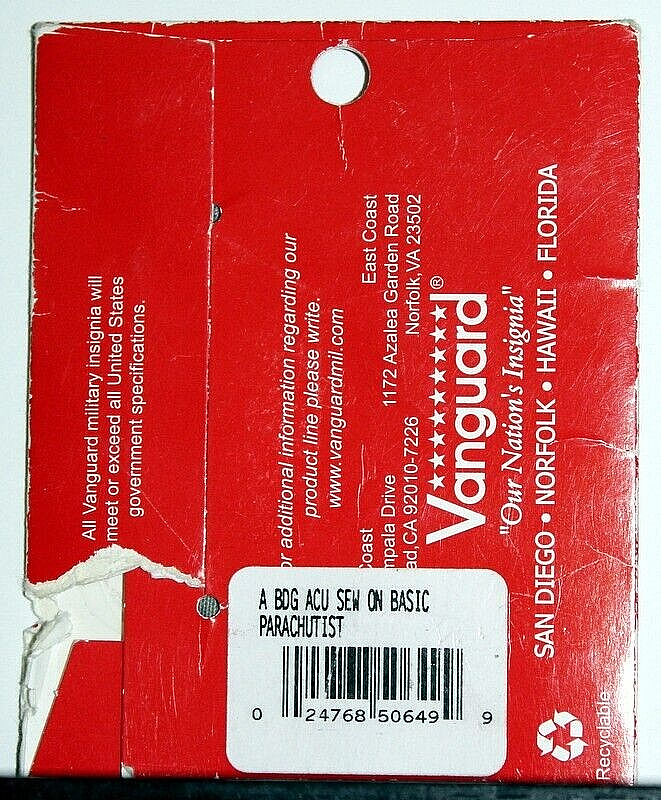 All Vanguard military insignia will
meet or exceed all United States
government specifications.
or additional information regarding our
product line please write.
www.vanguardmil.com
Coast
mpala Drive
ad, CA 92010-7226
East Coast
1172 Azalea Garden Road
Norfolk, VA 23502
Vanguard®
"Our Nation's Insignia"
SAN DIEGO • NORFOLK • HAWAII • FLORIDA
Recyclable
A BDG ACU SEW ON BASIC
PARACHUTIST
0 24768 50649 9